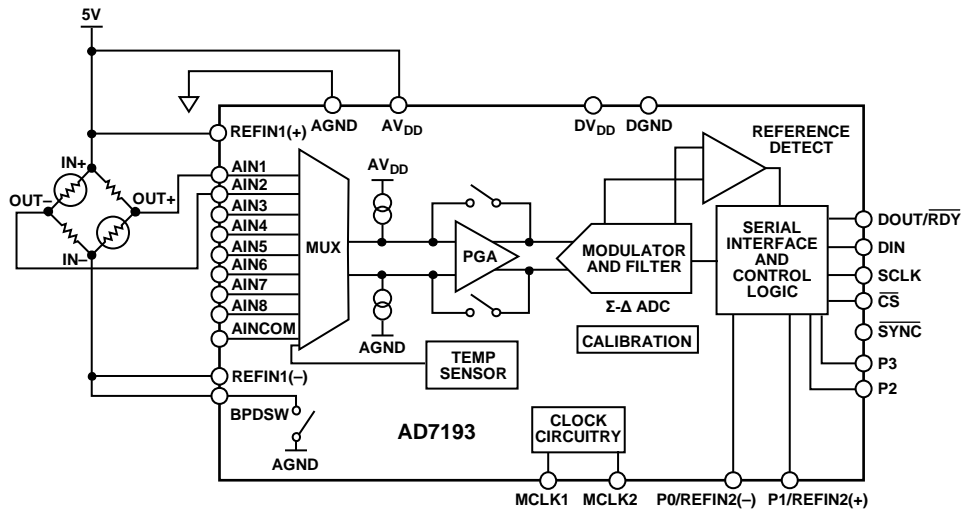 5V
AGND
AVDD
DVDD
DGND
REFIN1(+)
REFERENCE
DETECT
IN+
OUT–
OUT+
IN–
AIN1
AIN2
AIN3
AIN4
AIN5
AIN6
AIN7
AIN8
AINCOM
MUX
AVDD
AGND
PGA
MODULATOR
AND FILTER
Σ-Δ ADC
CALIBRATION
SERIAL
INTERFACE
AND
CONTROL
LOGIC
DOUT/RDY
DIN
SCLK
CS
SYNC
P3
P2
TEMP
SENSOR
REFIN1(–)
BPDSW
AGND
AD7193
CLOCK
CIRCUITRY
MCLK1
MCLK2
P0/REFIN2(–)
P1/REFIN2(+)